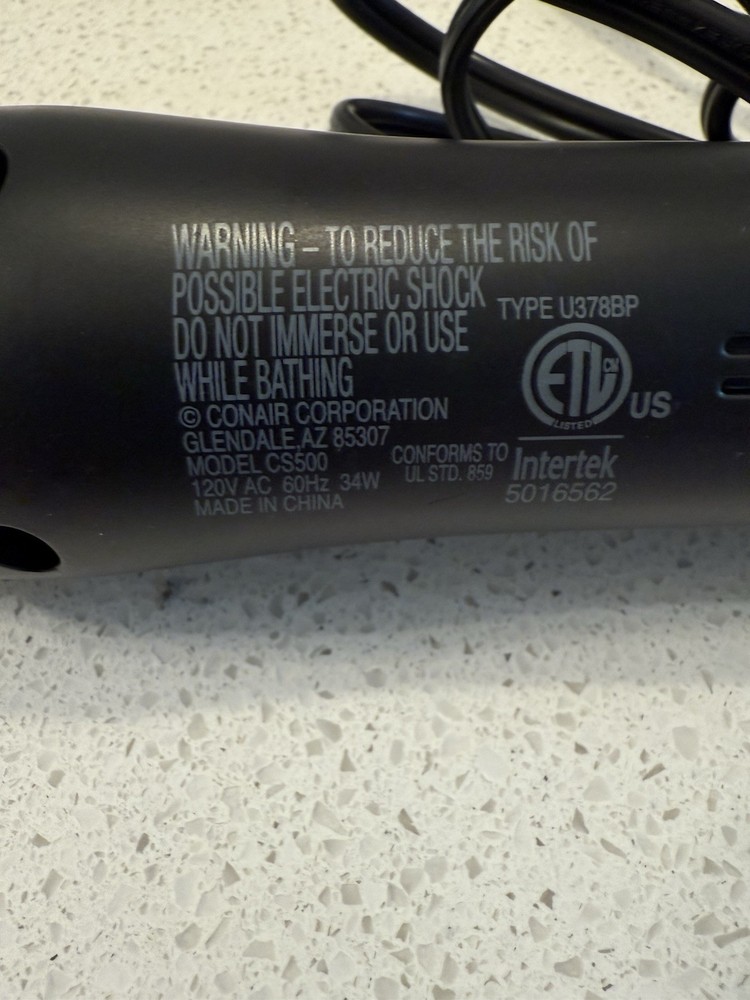 WARNING – TO REDUCE THE RISK OF
POSSIBLE ELECTRIC SHOCK
DO NOT IMMERSE OR USE
WHILE BATHING
© CONAIR CORPORATION
GLENDALE, AZ 85307
MODEL CS500
120V AC 60Hz 34W
MADE IN CHINA
CONFORMS TO
UL STD. 859
TYPE U378BP
ETL CM
LISTED
US
Intertek
5016562